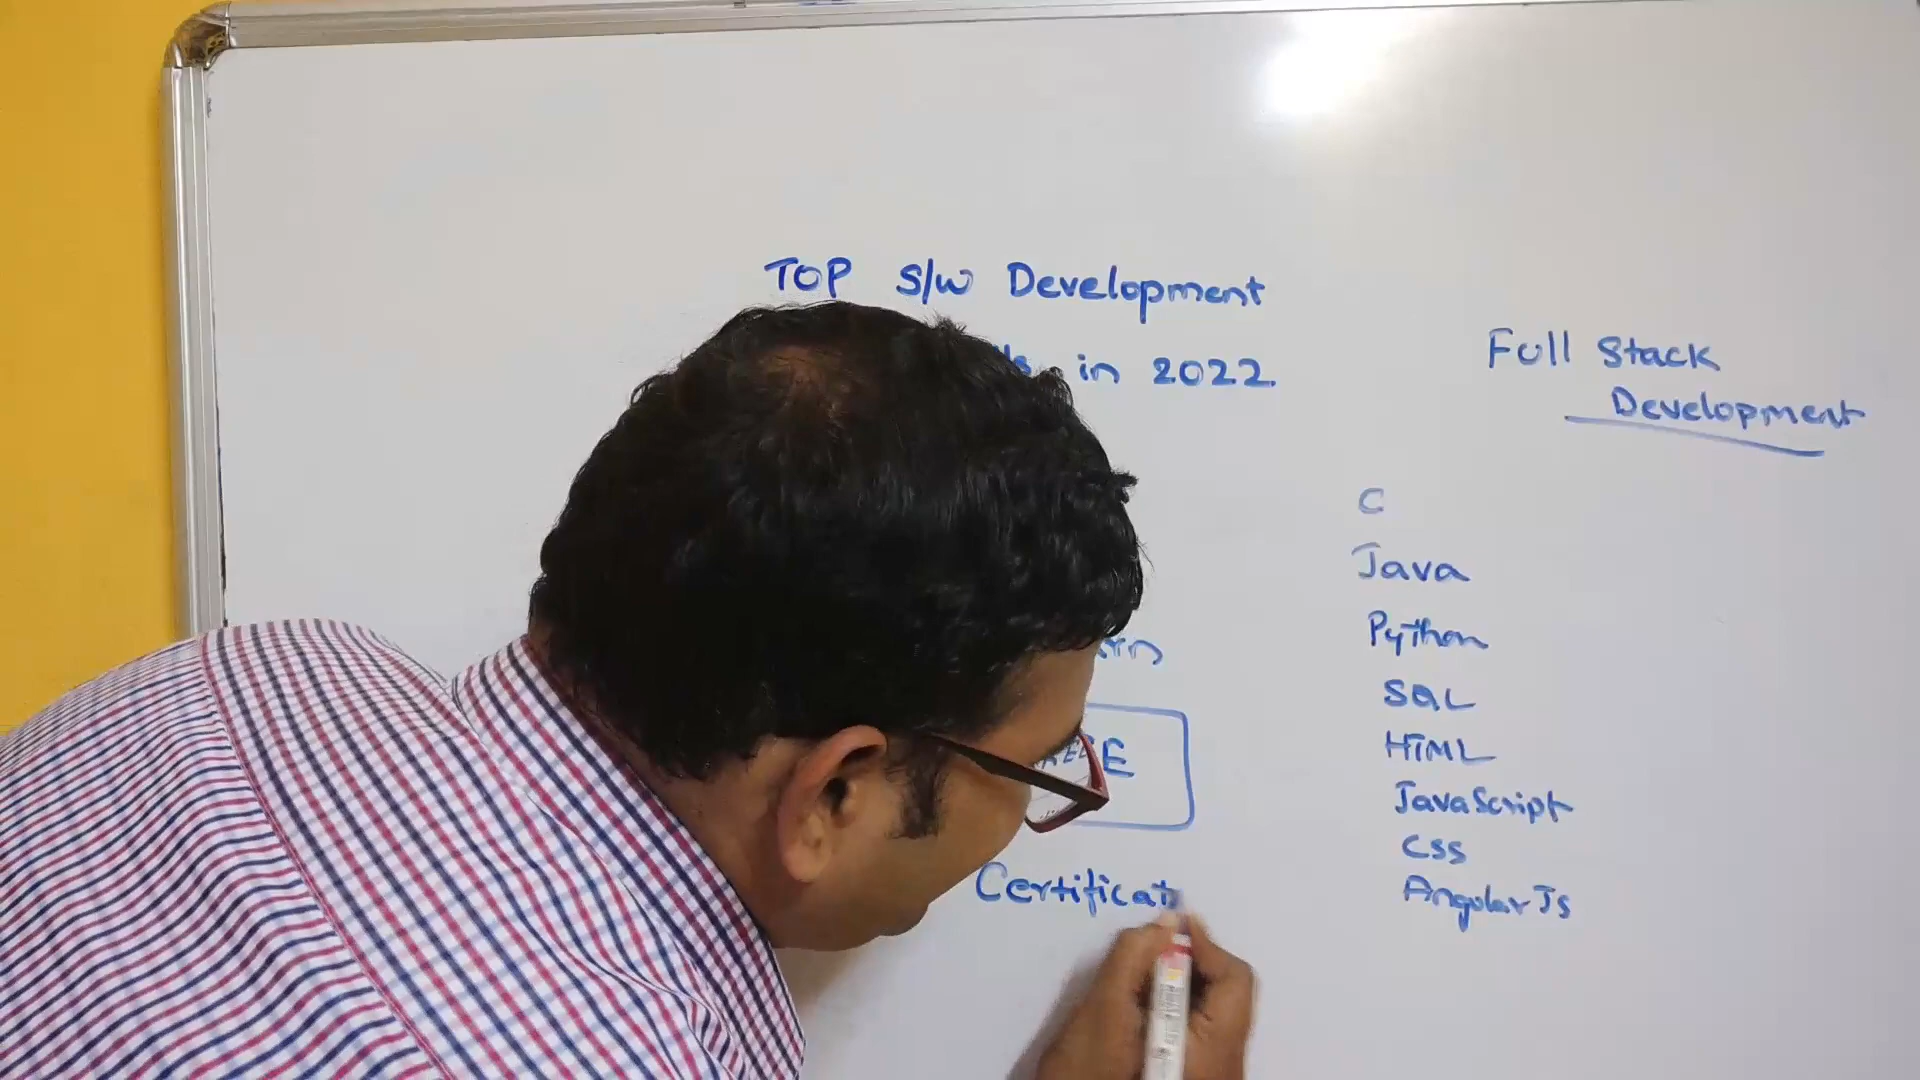 TOP S/W Development
in 2022.
Certificat
Full Stack
Development
C
Java
Python
SQL
HTML
JavaScript
CSS
AngularJs